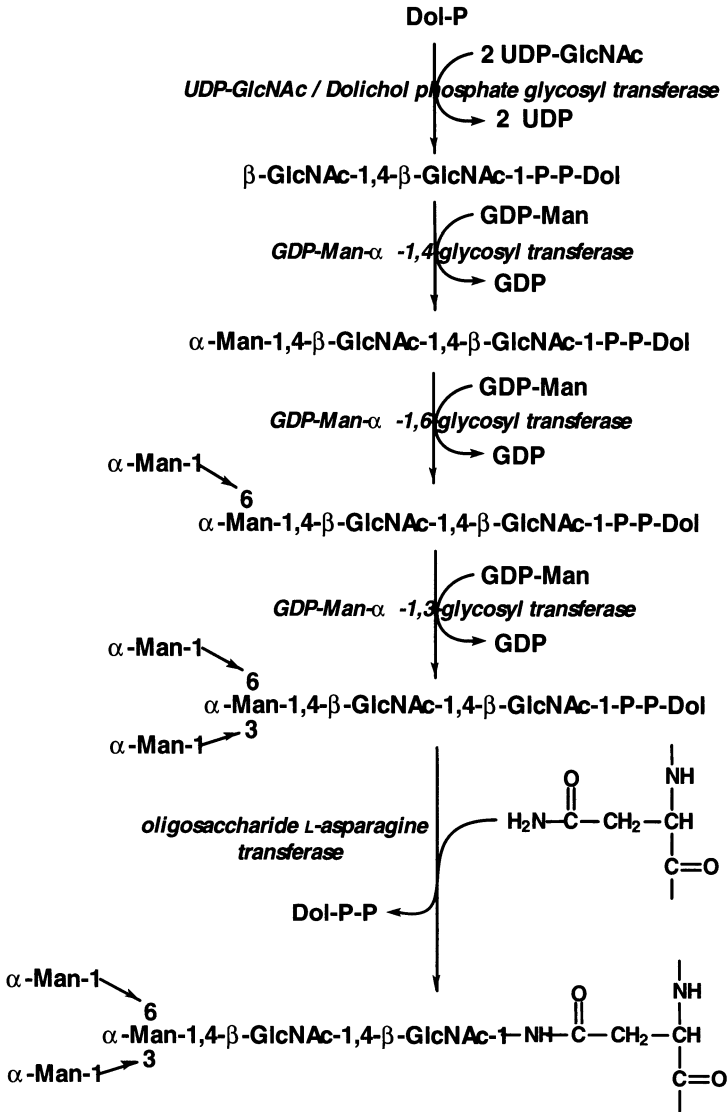 Dol-P
2 UDP-GlcNAc
UDP-GlcNAc / Dolichol phosphate glycosyl transferase
2 UDP
β-GlcNAc-1,4-β-GlcNAc-1-P-P-Dol
GDP-Man
GDP-Man-α -1,4-glycosyl transferase
GDP
α-Man-1,4-β-GlcNAc-1,4-β-GlcNAc-1-P-P-Dol
GDP-Man
GDP-Man-α -1,6-glycosyl transferase
GDP
α-Man-1
6
α-Man-1,4-β-GlcNAc-1,4-β-GlcNAc-1-P-P-Dol
GDP-Man
GDP-Man-α -1,3-glycosyl transferase
GDP
α-Man-1
6
α-Man-1,4-β-GlcNAc-1,4-β-GlcNAc-1-P-P-Dol
3
α-Man-1
NH
O
H₂N-C-CH₂-CH
C=O
oligosaccharide L-asparagine
transferase
Dol-P-P
α-Man-1
6
NH
O
α-Man-1,4-β-GlcNAc-1,4-β-GlcNAc-1-NH-C-CH₂-CH
3
α-Man-1
C=O